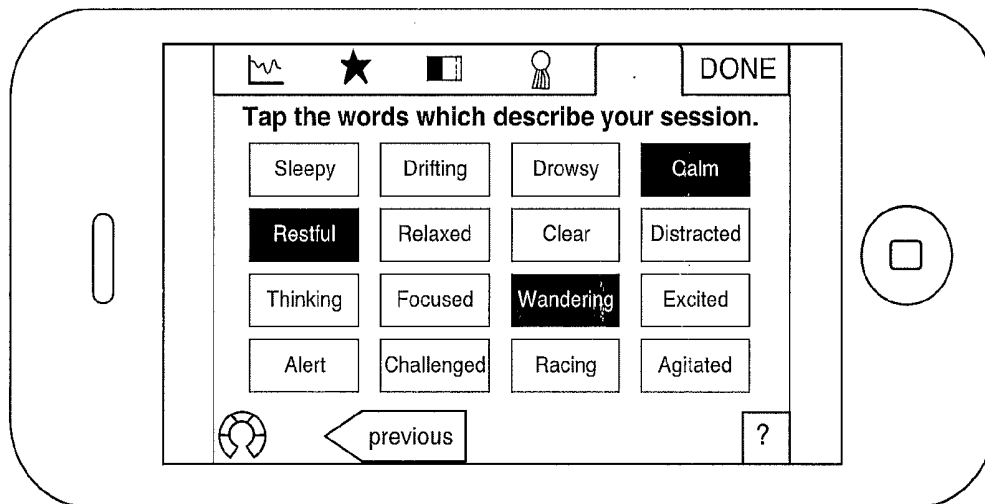 DONE
Tap the words which describe your session.
Sleepy Drifting Drowsy Calm
Restful Relaxed Clear Distracted
Thinking Focused Wandering Excited
Alert Challenged Racing Agitated
previous ?